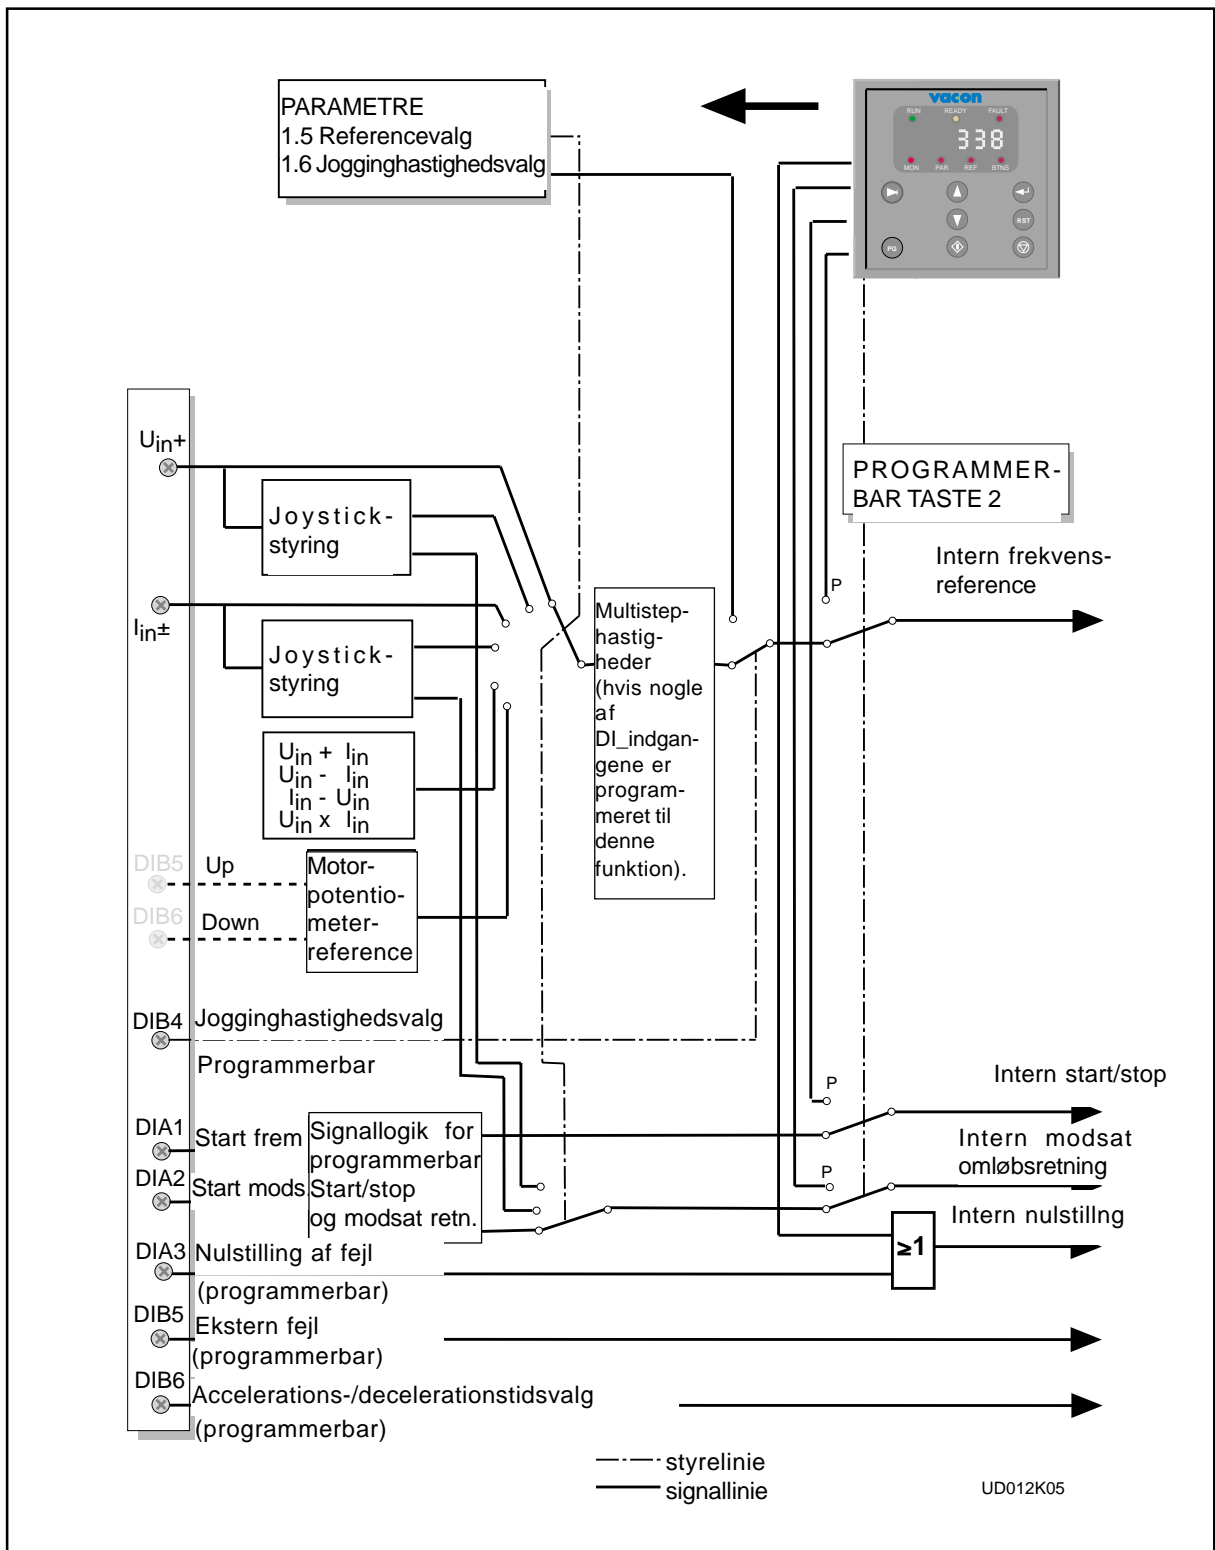 PARAMETRE
1.5 Referencevalg
1.6 Jogginghastighedsvalg
vacon
RUN READY FAULT
338
MON PAR REF BTNS
RST
PG
PROGRAMMER-
BAR TASTE 2
Uin+
Joystick-
styring
Iin±
Joystick-
styring
Uin + Iin
Uin - Iin
Iin - Uin
Uin x Iin
Multistep-
hastig-
heder
(hvis nogle
af
DI_indgan-
gene er
program-
meret til
denne
funktion).
P
Intern frekvens-
reference
DIB5 Up
DIB6 Down
Motor-
potentio-
meter-
reference
DIB4 Jogginghastighedsvalg
Programmerbar
P
Intern start/stop
DIA1 Start frem
DIA2 Start mods.
Signallogik for
programmerbar
Start/stop
og modsat retn.
P
Intern modsat
omløbsretning
Intern nulstillng
≥1
DIA3 Nulstilling af fejl
(programmerbar)
DIB5 Ekstern fejl
(programmerbar)
DIB6 Accelerations-/decelerationstidsvalg
(programmerbar)
styrelinie
signallinie
UD012K05